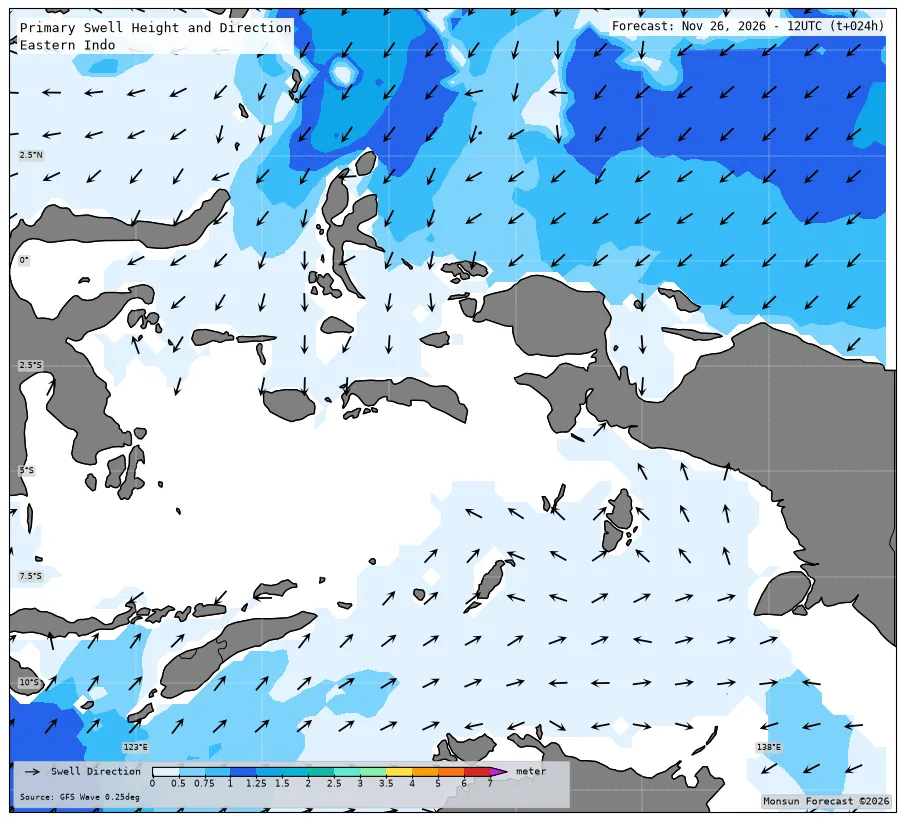 Primary Swell Height and Direction
Eastern Indo
Forecast: Nov 26, 2026 - 12UTC (t+024h)
2.5°N
0°
2.5°S
5°S
7.5°S
10°S
123°E
138°E
Swell Direction
0 0.5 0.75 1 1.25 1.5 2 2.5 3 3.5 4 5 6 7
meter
Source: GFS Wave 0.25deg
Monsun Forecast ©2026